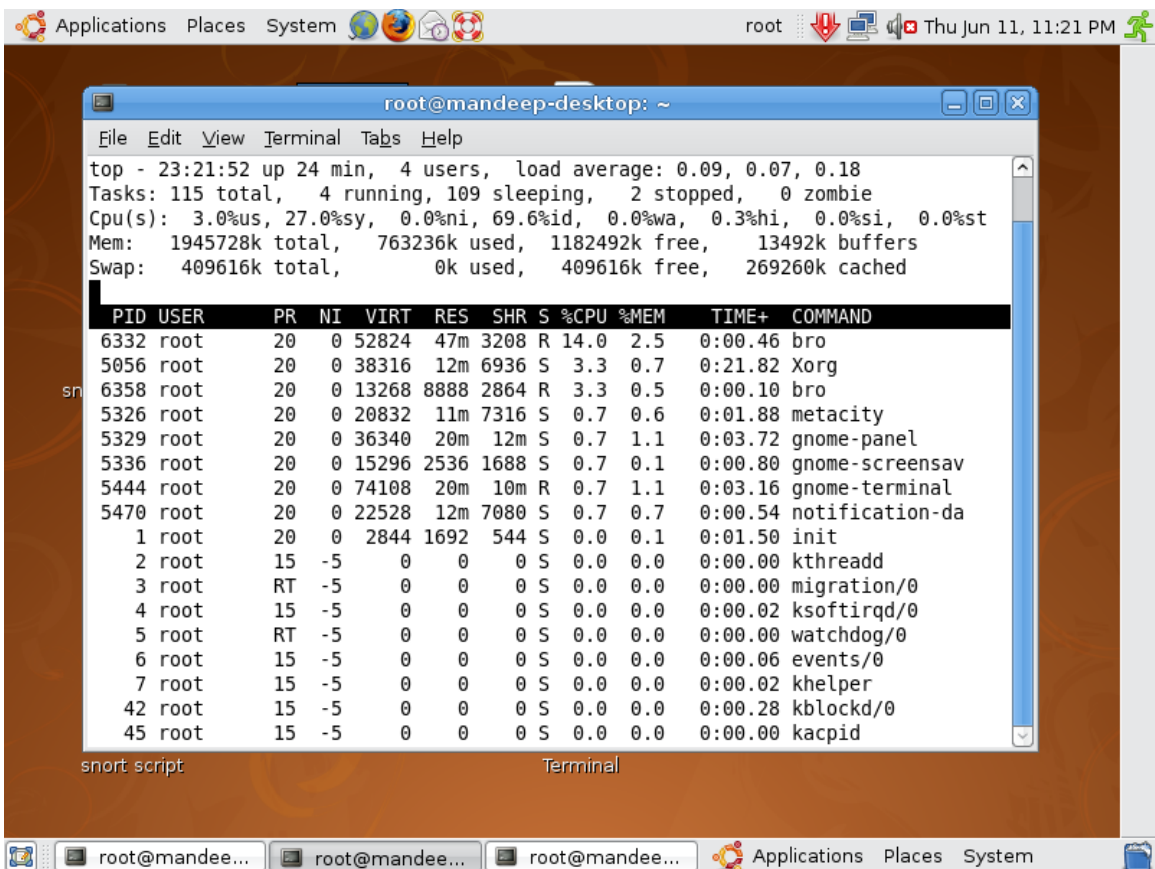 Applications Places System root Thu Jun 11, 11:21 PM
root@mandeep-desktop: ~
File Edit View Terminal Tabs Help
top - 23:21:52 up 24 min, 4 users, load average: 0.09, 0.07, 0.18
Tasks: 115 total, 4 running, 109 sleeping, 2 stopped, 0 zombie
Cpu(s): 3.0%us, 27.0%sy, 0.0%ni, 69.6%id, 0.0%wa, 0.3%hi, 0.0%si, 0.0%st
Mem: 1945728k total, 763236k used, 1182492k free, 13492k buffers
Swap: 409616k total, 0k used, 409616k free, 269260k cached
PID USER PR NI VIRT RES SHR S %CPU %MEM TIME+ COMMAND
6332 root 20 0 52824 47m 3208 R 14.0 2.5 0:00.46 bro
5056 root 20 0 38316 12m 6936 S 3.3 0.7 0:21.82 Xorg
sn 6358 root 20 0 13268 8888 2864 R 3.3 0.5 0:00.10 bro
5326 root 20 0 20832 11m 7316 S 0.7 0.6 0:01.88 metacity
5329 root 20 0 36340 20m 12m S 0.7 1.1 0:03.72 gnome-panel
5336 root 20 0 15296 2536 1688 S 0.7 0.1 0:00.80 gnome-screensav
5444 root 20 0 74108 20m 10m R 0.7 1.1 0:03.16 gnome-terminal
5470 root 20 0 22528 12m 7080 S 0.7 0.7 0:00.54 notification-da
1 root 20 0 2844 1692 544 S 0.0 0.1 0:01.50 init
2 root 15 -5 0 0 0 S 0.0 0.0 0:00.00 kthreadd
3 root RT -5 0 0 0 S 0.0 0.0 0:00.00 migration/0
4 root 15 -5 0 0 0 S 0.0 0.0 0:00.02 ksoftirqd/0
5 root RT -5 0 0 0 S 0.0 0.0 0:00.00 watchdog/0
6 root 15 -5 0 0 0 S 0.0 0.0 0:00.06 events/0
7 root 15 -5 0 0 0 S 0.0 0.0 0:00.02 khelper
42 root 15 -5 0 0 0 S 0.0 0.0 0:00.28 kblockd/0
45 root 15 -5 0 0 0 S 0.0 0.0 0:00.00 kacpid
snort script Terminal
root@mandee... root@mandee... root@mandee... Applications Places System